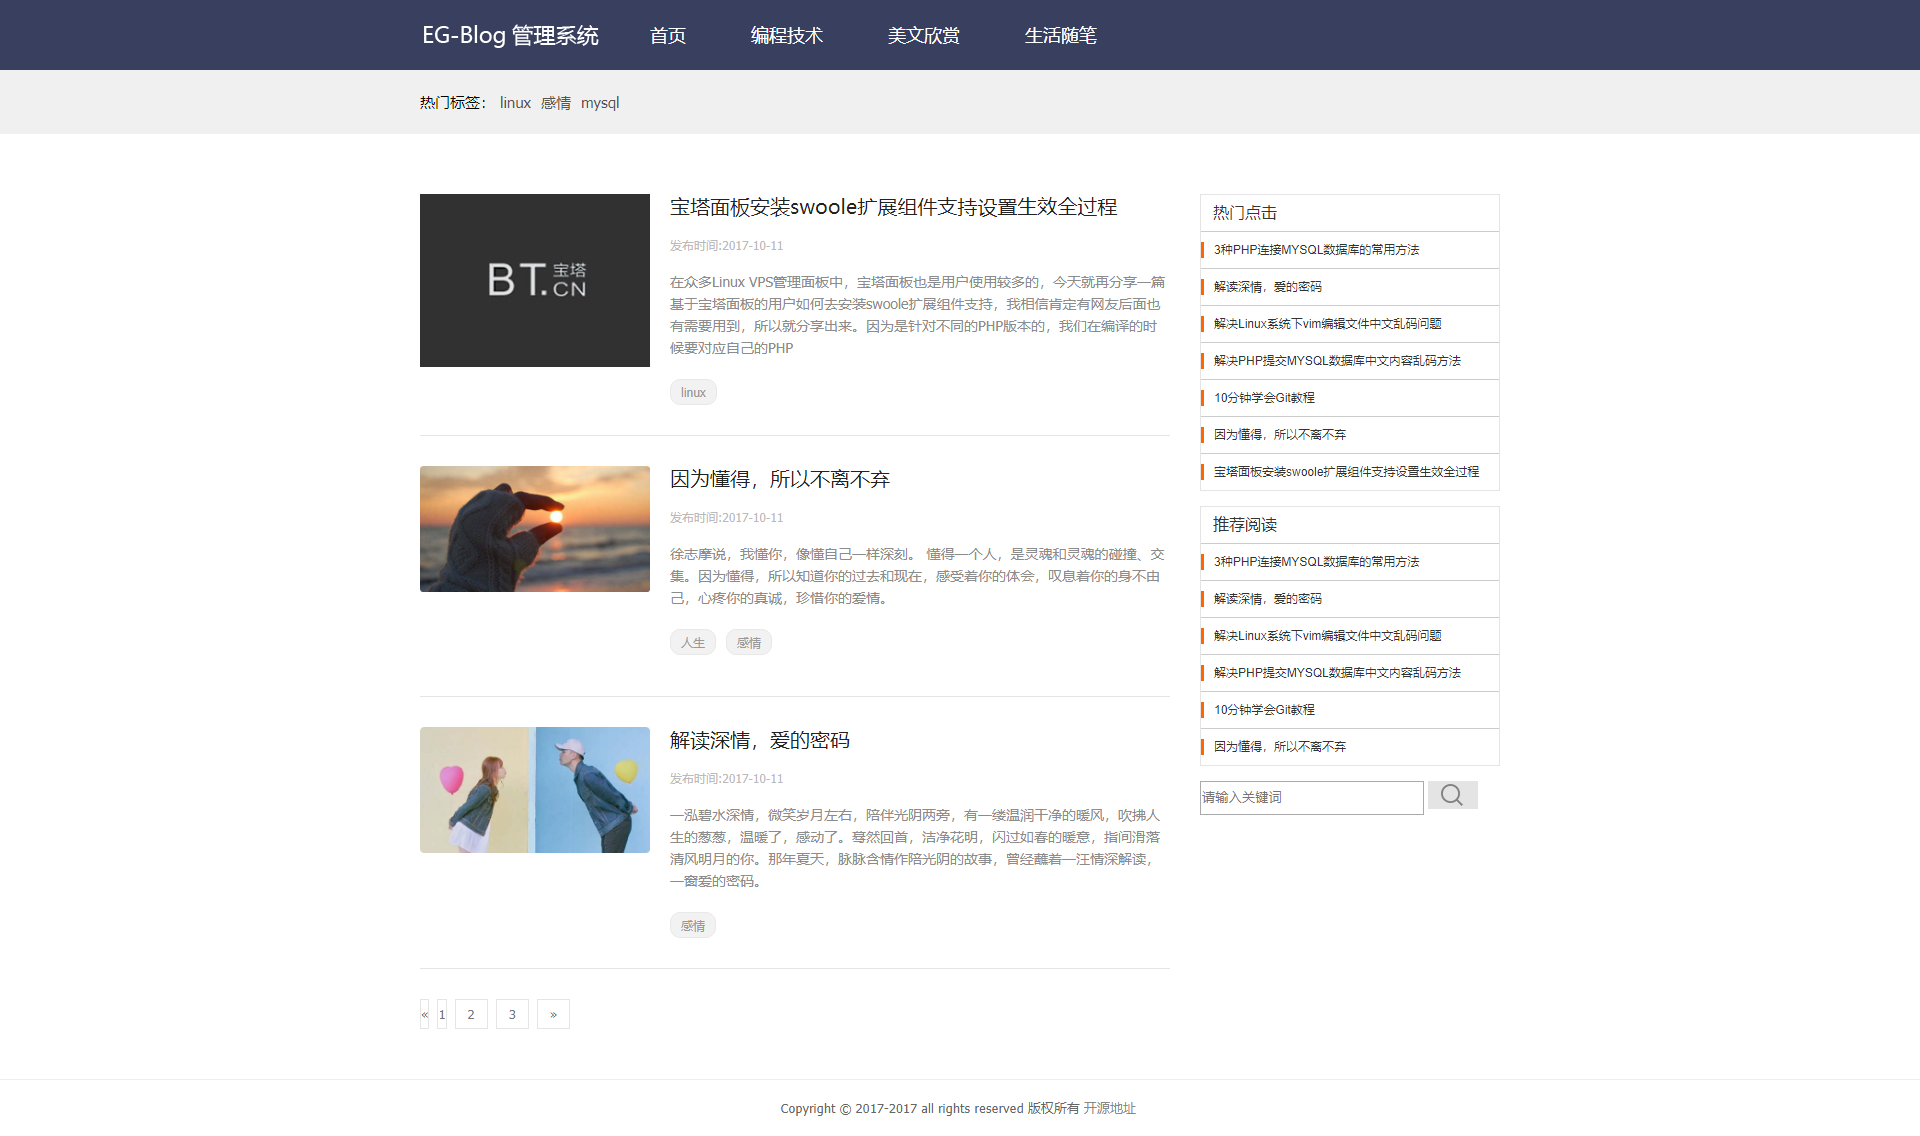 EG-Blog 管理系统 首页 编程技术 美文欣赏 生活随笔
热门标签： linux 感情 mysql
BT.宝塔CN
宝塔面板安装swoole扩展组件支持设置生效全过程
发布时间:2017-10-11
在众多Linux VPS管理面板中，宝塔面板也是用户使用较多的，今天就再分享一篇
基于宝塔面板的用户如何去安装swoole扩展组件支持，我相信肯定有网友后面也
有需要用到，所以就分享出来。因为是针对不同的PHP版本的，我们在编译的时
候要对应自己的PHP
linux
因为懂得，所以不离不弃
发布时间:2017-10-11
徐志摩说，我懂你，像懂自己一样深刻。 懂得一个人，是灵魂和灵魂的碰撞、交
集。因为懂得，所以知道你的过去和现在，感受着你的体会，叹息着你的身不由
己，心疼你的真诚，珍惜你的爱情。
人生 感情
解读深情，爱的密码
发布时间:2017-10-11
一泓碧水深情，微笑岁月左右，陪伴光阴两旁，有一缕温润干净的暖风，吹拂人
生的葱葱，温暖了，感动了。蓦然回首，洁净花明，闪过如春的暖意，指间滑落
清风明月的你。那年夏天，脉脉含情作陪光阴的故事，曾经蘸着一汪情深解读，
一窗爱的密码。
感情
« 1 2 3 »
热门点击
3种PHP连接MYSQL数据库的常用方法
解读深情，爱的密码
解决Linux系统下vim编辑文件中文乱码问题
解决PHP提交MYSQL数据库中文内容乱码方法
10分钟学会Git教程
因为懂得，所以不离不弃
宝塔面板安装swoole扩展组件支持设置生效全过程
推荐阅读
3种PHP连接MYSQL数据库的常用方法
解读深情，爱的密码
解决Linux系统下vim编辑文件中文乱码问题
解决PHP提交MYSQL数据库中文内容乱码方法
10分钟学会Git教程
因为懂得，所以不离不弃
请输入关键词
Copyright © 2017-2017 all rights reserved 版权所有 开源地址